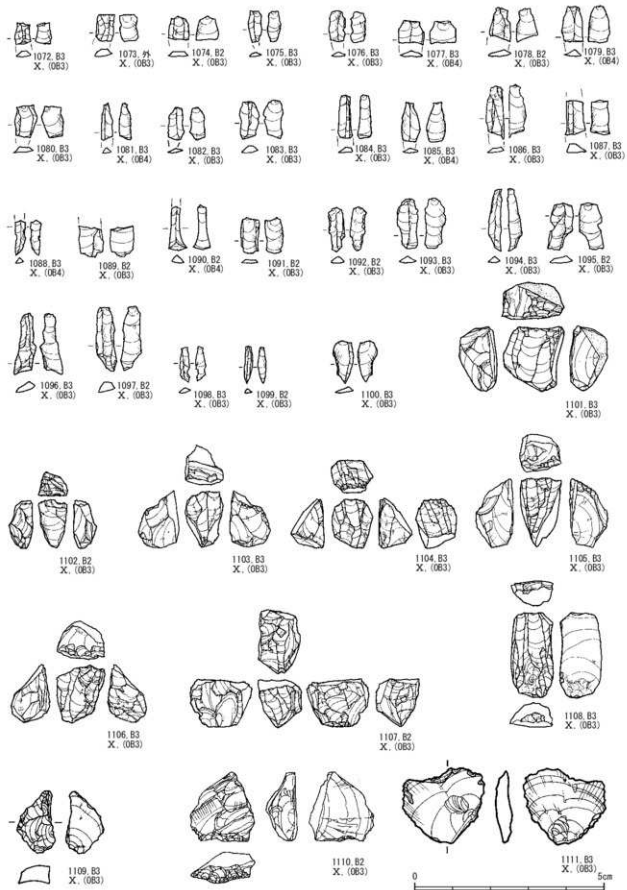 1072, B3
X, (OB3)
1073, 外
X, (OB3)
1074, B2
X, (OB3)
1075, B3
X, (OB3)
1076, B3
X, (OB3)
1077, B3
X, (OB4)
1078, B2
X, (OB3)
1079, B3
X, (OB4)
1080, B3
X, (OB3)
1081, B3
X, (OB4)
1082, B3
X, (OB3)
1083, B3
X, (OB3)
1084, B3
X, (OB3)
1085, B3
X, (OB4)
1086, B3
X, (OB3)
1087, B3
X, (OB3)
1088, B3
X, (OB4)
1089, B2
X, (OB3)
1090, B2
X, (OB4)
1091, B2
X, (OB3)
1092, B2
X, (OB3)
1093, B3
X, (OB3)
1094, B3
X, (OB3)
1095, B2
X, (OB3)
1096, B3
X, (OB3)
1097, B2
X, (OB3)
1098, B3
X, (OB3)
1099, B2
X, (OB3)
1100, B3
X, (OB3)
1101, B3
X, (OB3)
1102, B2
X, (OB3)
1103, B3
X, (OB3)
1104, B3
X, (OB3)
1105, B3
X, (OB3)
1106, B3
X, (OB3)
1107, B2
X, (OB3)
1108, B3
X, (OB3)
1109, B3
X, (OB3)
1110, B2
X, (OB3)
1111, B3
X, (OB3)
0 5cm